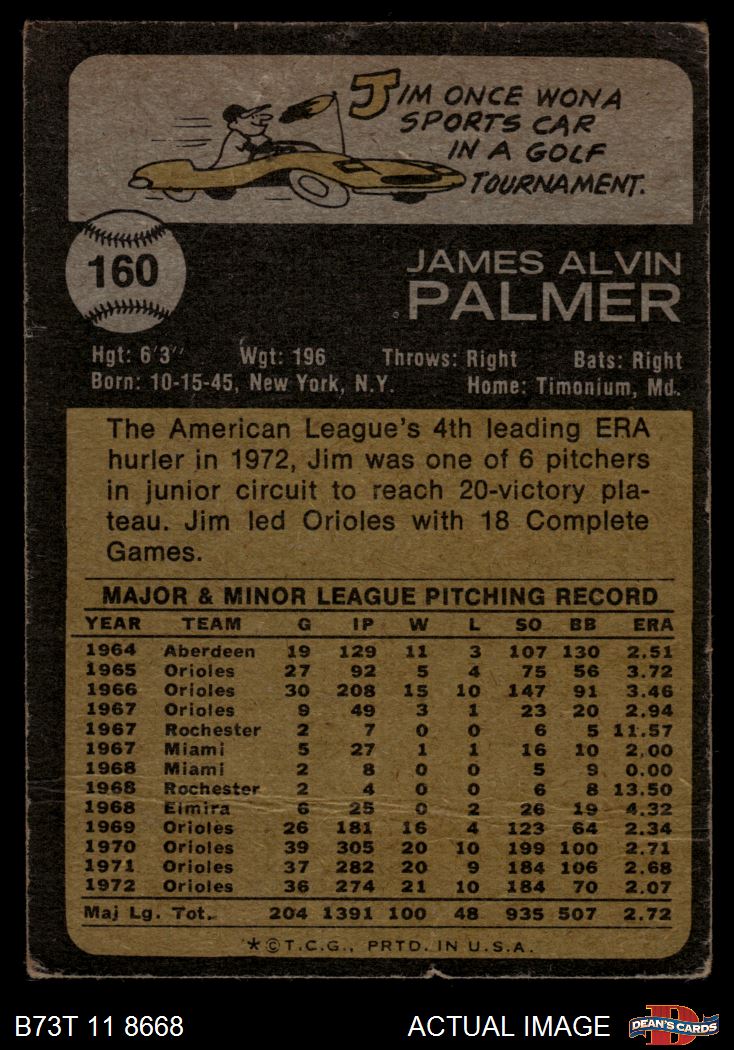 JIM ONCE WON A
SPORTS CAR
IN A GOLF
TOURNAMENT.
160
JAMES ALVIN
PALMER
Hgt: 6'3" Wgt: 196 Throws: Right Bats: Right
Born: 10-15-45, New York, N.Y. Home: Timonium, Md.
The American League's 4th leading ERA
hurler in 1972, Jim was one of 6 pitchers
in junior circuit to reach 20-victory pla-
teau. Jim led Orioles with 18 Complete
Games.
MAJOR & MINOR LEAGUE PITCHING RECORD
YEAR TEAM G IP W L SO BB ERA
1964 Aberdeen 19 129 11 3 107 130 2.51
1965 Orioles 27 92 5 4 75 56 3.72
1966 Orioles 30 208 15 10 147 91 3.46
1967 Orioles 9 49 3 1 23 20 2.94
1967 Rochester 2 7 0 0 6 5 11.57
1967 Miami 5 27 1 1 16 10 2.00
1968 Miami 2 8 0 0 5 9 0.00
1968 Rochester 2 4 0 0 6 8 13.50
1968 Elmira 6 25 0 2 26 19 4.32
1969 Orioles 26 181 16 4 123 64 2.34
1970 Orioles 39 305 20 10 199 100 2.71
1971 Orioles 37 282 20 9 184 106 2.68
1972 Orioles 36 274 21 10 184 70 2.07
Maj Lg. Tot. 204 1391 100 48 935 507 2.72
*©T.C.G., PRTD. IN U.S.A.
B73T 11 8668 ACTUAL IMAGE DEAN'S CARDS